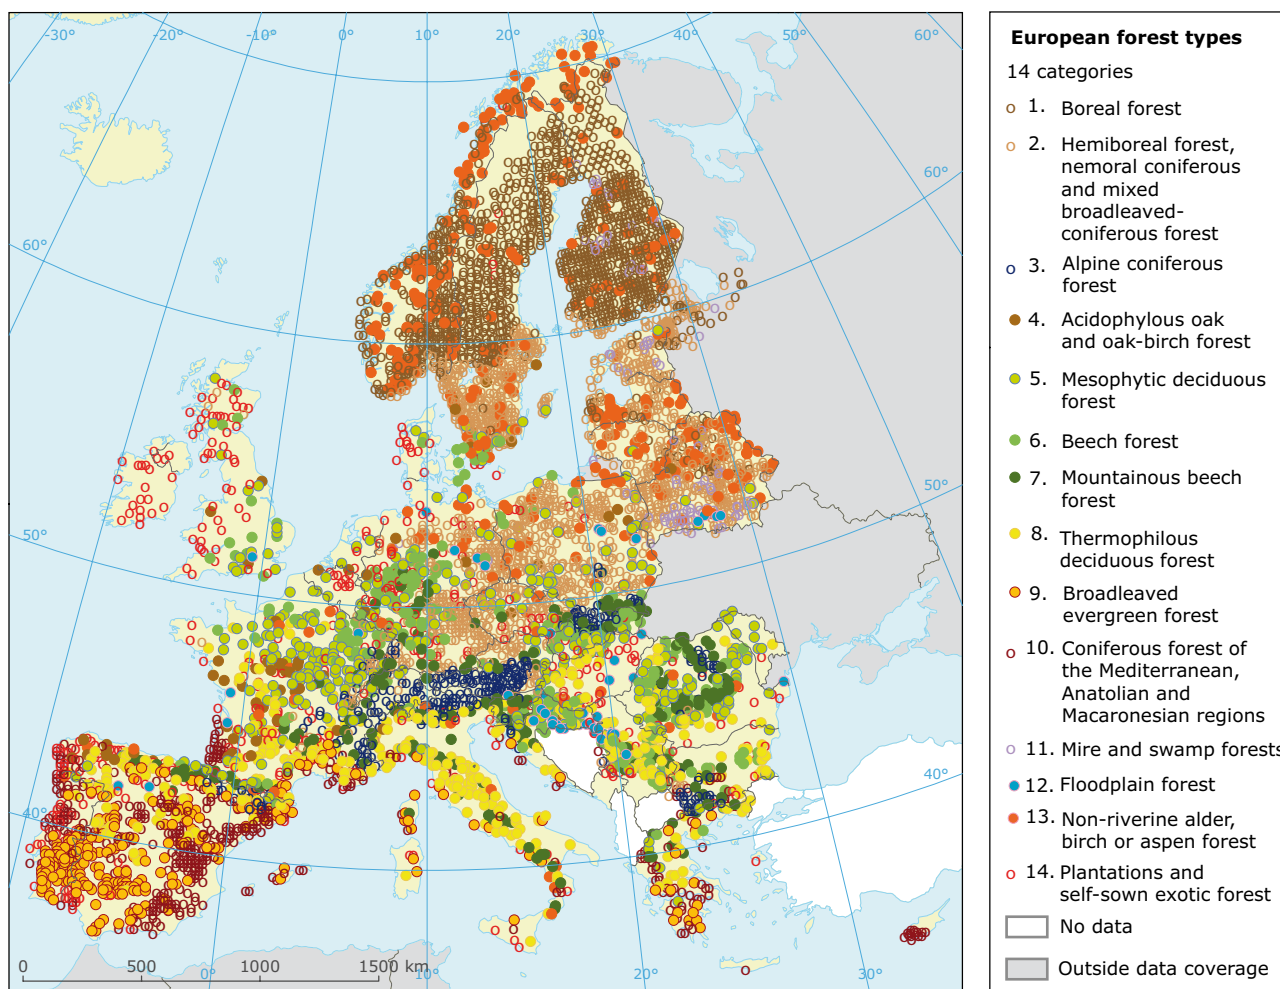 -30°
-20°
-10°
0°
10°
20°
30°
40°
50°
60°
60°
60°
50°
50°
40°
40°
0
500
1000
1500 km
0°
10°
20°
30°
European forest types
14 categories
1. Boreal forest
2. Hemiboreal forest,
nemoral coniferous
and mixed
broadleaved-
coniferous forest
3. Alpine coniferous
forest
4. Acidophylous oak
and oak-birch forest
5. Mesophytic deciduous
forest
6. Beech forest
7. Mountainous beech
forest
8. Thermophilous
deciduous forest
9. Broadleaved
evergreen forest
10. Coniferous forest of
the Mediterranean,
Anatolian and
Macaronesian regions
11. Mire and swamp forests
12. Floodplain forest
13. Non-riverine alder,
birch or aspen forest
14. Plantations and
self-sown exotic forest
No data
Outside data coverage